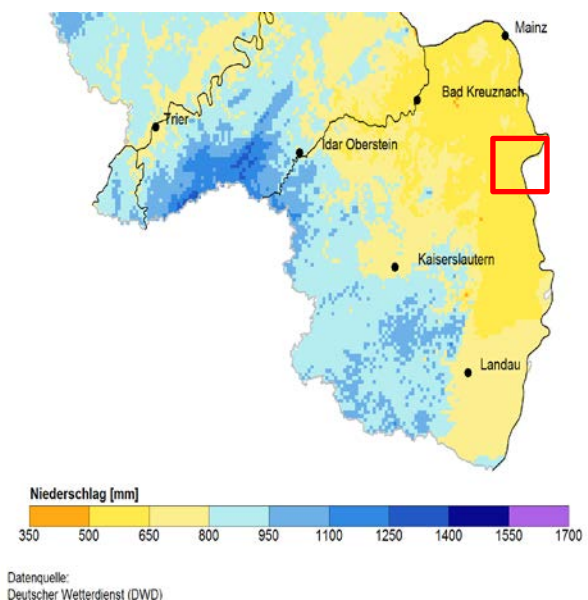 Mainz
Bad Kreuznach
Trier
Idar Oberstein
Kaiserslautern
Landau
Niederschlag [mm]
350 500 650 800 950 1100 1250 1400 1550 1700
Datenquelle:
Deutscher Wetterdienst (DWD)